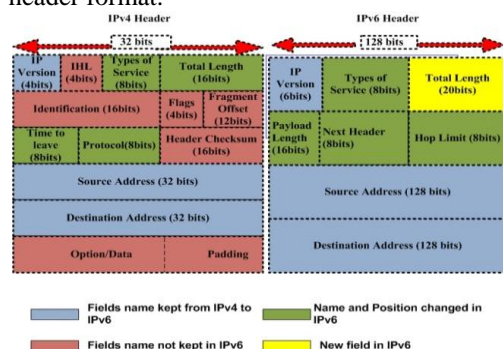 header format.
IPv4 Header
32 bits
IP
Version
(4bits)
IHL
(4bits)
Types of
Service
(8bits)
Total Length
(16bits)
Identification (16bits)
Flags
(4bits)
Fragment
Offset
(12bits)
Time to
leave
(8bits)
Protocol(8bits)
Header Checksum
(16bits)
Source Address (32 bits)
Destination Address (32 bits)
Option/Data
Padding
IPv6 Header
128 bits
IP
Version
(6bits)
Types of
Service (8bits)
Total Length
(20bits)
Payload
Length
(16bits)
Next Header
(8bits)
Hop Limit (8bits)
Source Address (128 bits)
Destination Address (128 bits)
Fields name kept from IPv4 to
IPv6
Name and Position changed in
IPv6
Fields name not kept in IPv6
New field in IPv6